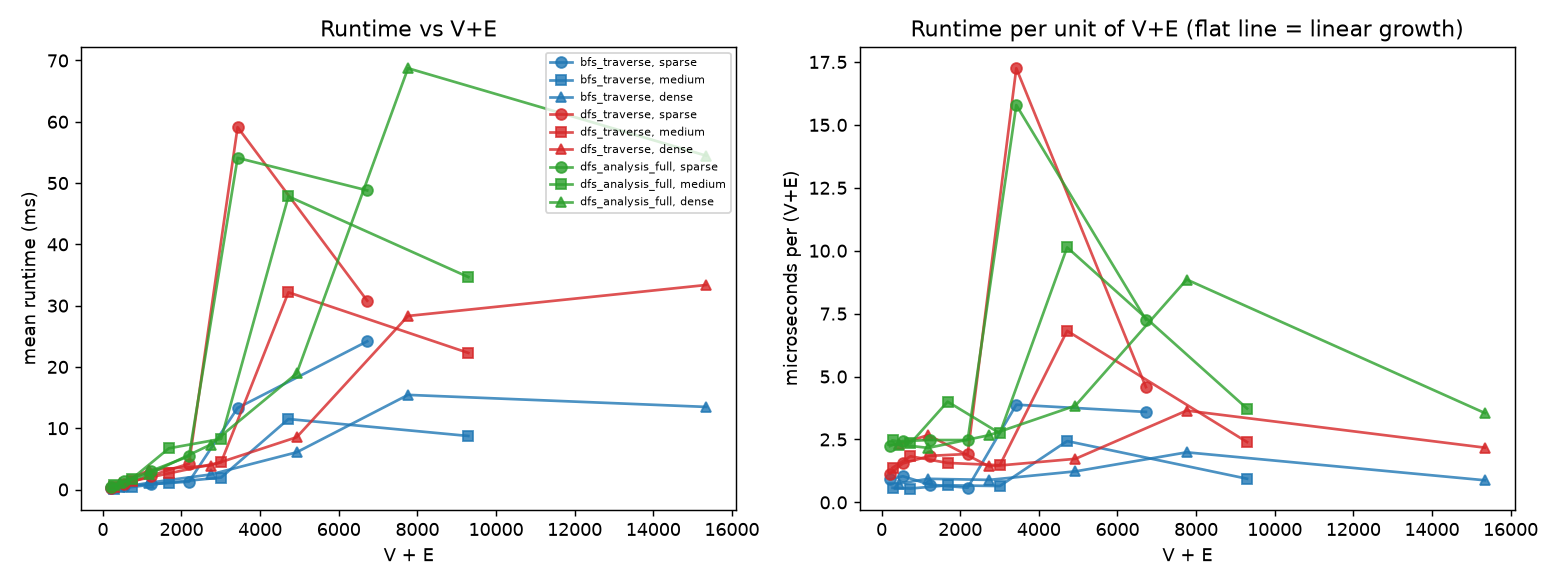 Runtime vs V+E
mean runtime (ms)
70
60
50
40
30
20
10
0
0 2000 4000 6000 8000 10000 12000 14000 16000
V + E
bfs_traverse, sparse
bfs_traverse, medium
bfs_traverse, dense
dfs_traverse, sparse
dfs_traverse, medium
dfs_traverse, dense
dfs_analysis_full, sparse
dfs_analysis_full, medium
dfs_analysis_full, dense
Runtime per unit of V+E (flat line = linear growth)
microseconds per (V+E)
17.5
15.0
12.5
10.0
7.5
5.0
2.5
0.0
0 2000 4000 6000 8000 10000 12000 14000 16000
V + E